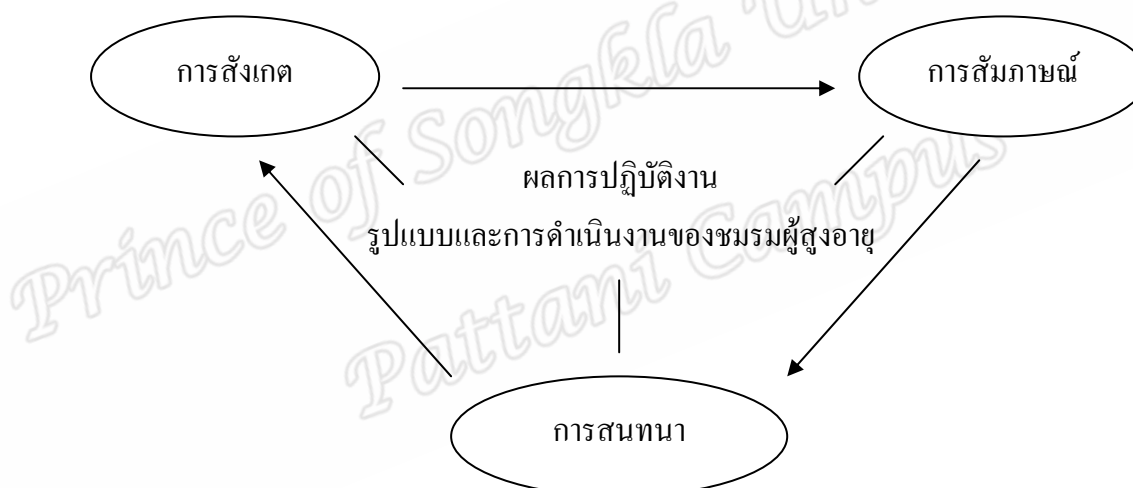 การสังเกต
การสัมภาษณ์
ผลการปฏิบัติงาน
รูปแบบและการดำเนินงานของชมรมผู้สูงอายุ
การสนทนา
Prince of Songkla
Pattani Campus